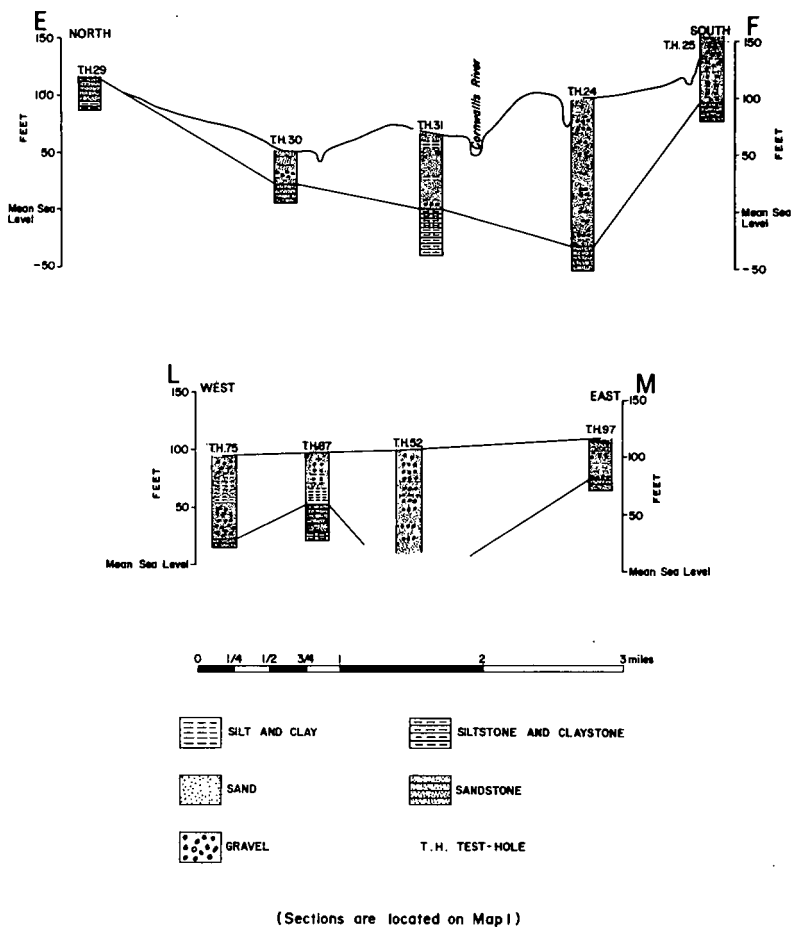 E
NORTH
150
100
50
Mean Sea
Level
-50
FEET
T.H.29
T.H.30
T.H.31
Cornwallis River
T.H.24
T.H.25
SOUTH
F
150
100
50
Mean Sea
Level
-50
FEET
L
WEST
150
100
50
Mean Sea Level
FEET
T.H.75
T.H.87
T.H.52
EAST
M
T.H.97
150
100
50
Mean Sea Level
FEET
0 1/4 1/2 3/4 1 2 3 miles
SILT AND CLAY
SILTSTONE AND CLAYSTONE
SAND
SANDSTONE
GRAVEL
T.H. TEST-HOLE
(Sections are located on Map 1)